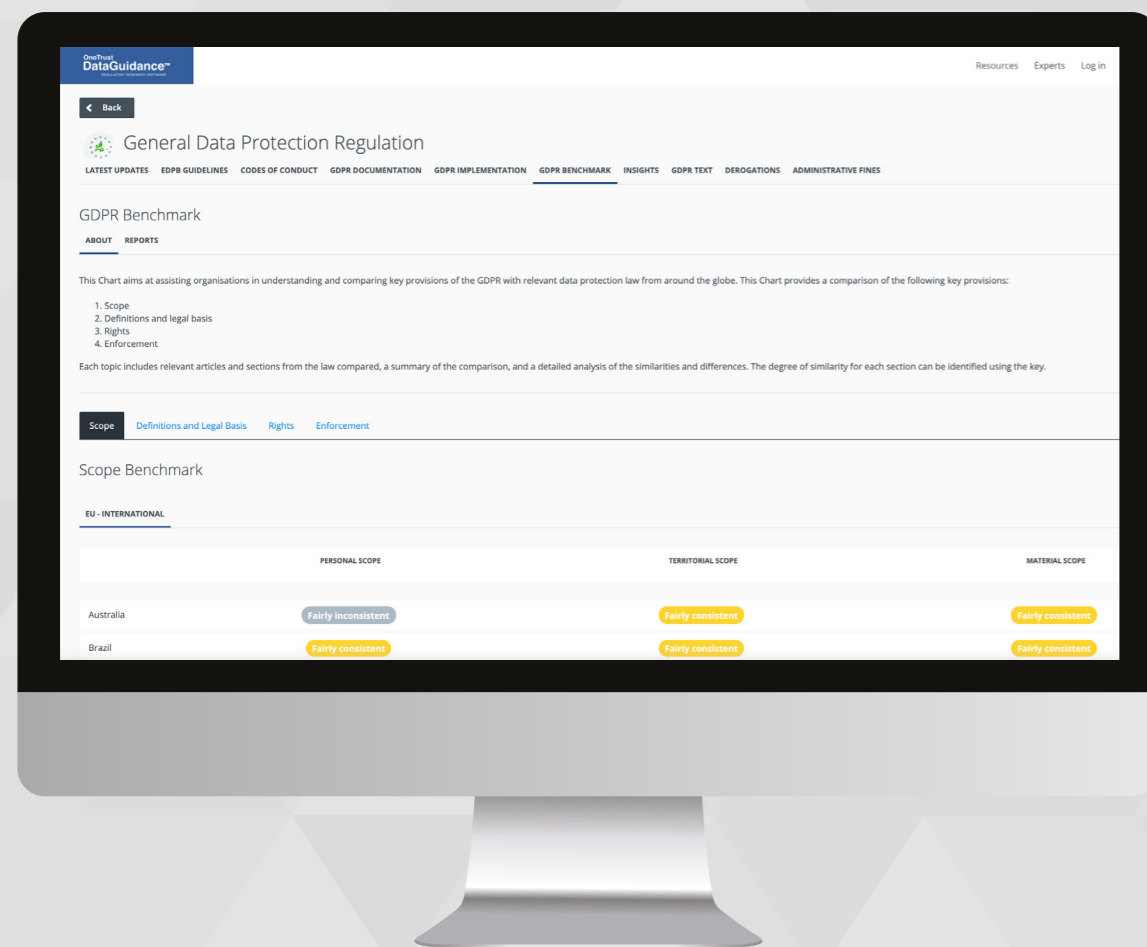 OneTrust
DataGuidance™
REGULATORY RESEARCH SOFTWARE
Resources Experts Log in
Back
General Data Protection Regulation
LATEST UPDATES EDPB GUIDELINES CODES OF CONDUCT GDPR DOCUMENTATION GDPR IMPLEMENTATION GDPR BENCHMARK INSIGHTS GDPR TEXT DEROGATIONS ADMINISTRATIVE FINES
GDPR Benchmark
ABOUT REPORTS
This Chart aims at assisting organisations in understanding and comparing key provisions of the GDPR with relevant data protection law from around the globe. This Chart provides a comparison of the following key provisions:
1. Scope
2. Definitions and legal basis
3. Rights
4. Enforcement
Each topic includes relevant articles and sections from the law compared, a summary of the comparison, and a detailed analysis of the similarities and differences. The degree of similarity for each section can be identified using the key.
Scope Definitions and Legal Basis Rights Enforcement
Scope Benchmark
EU - INTERNATIONAL
PERSONAL SCOPE TERRITORIAL SCOPE MATERIAL SCOPE
Australia Fairly inconsistent Fairly consistent Fairly consistent
Brazil Fairly consistent Fairly consistent Fairly consistent